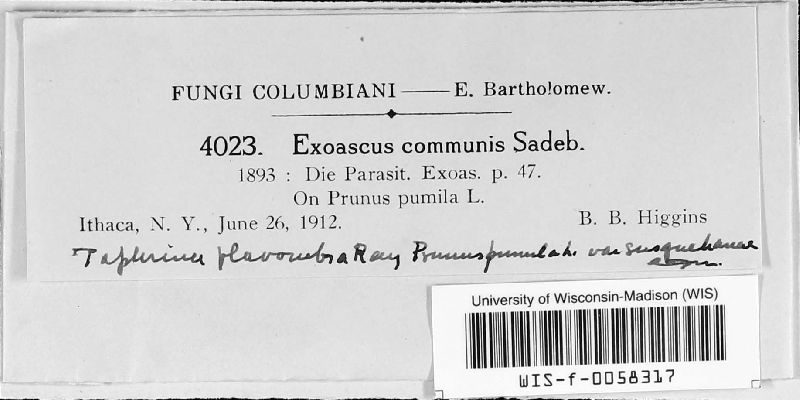 FUNGI COLUMBIANI — E. Bartholomew.
4023. Exoascus communis Sadeb.
1893 : Die Parasit. Exoas. p. 47.
On Prunus pumila L.
Ithaca, N. Y., June 26, 1912. B. B. Higgins
Taphrina flavorubra Ray Prunus pumila L. var susquehanae
University of Wisconsin-Madison (WIS)
WIS-f-0058317